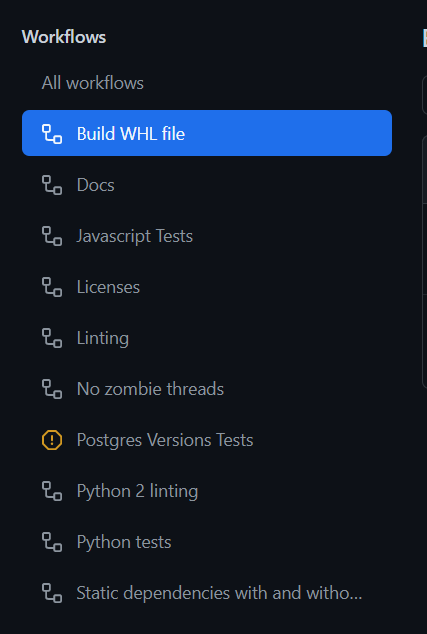 Workflows
All workflows
Build WHL file
Docs
Javascript Tests
Licenses
Linting
No zombie threads
Postgres Versions Tests
Python 2 linting
Python tests
Static dependencies with and witho...